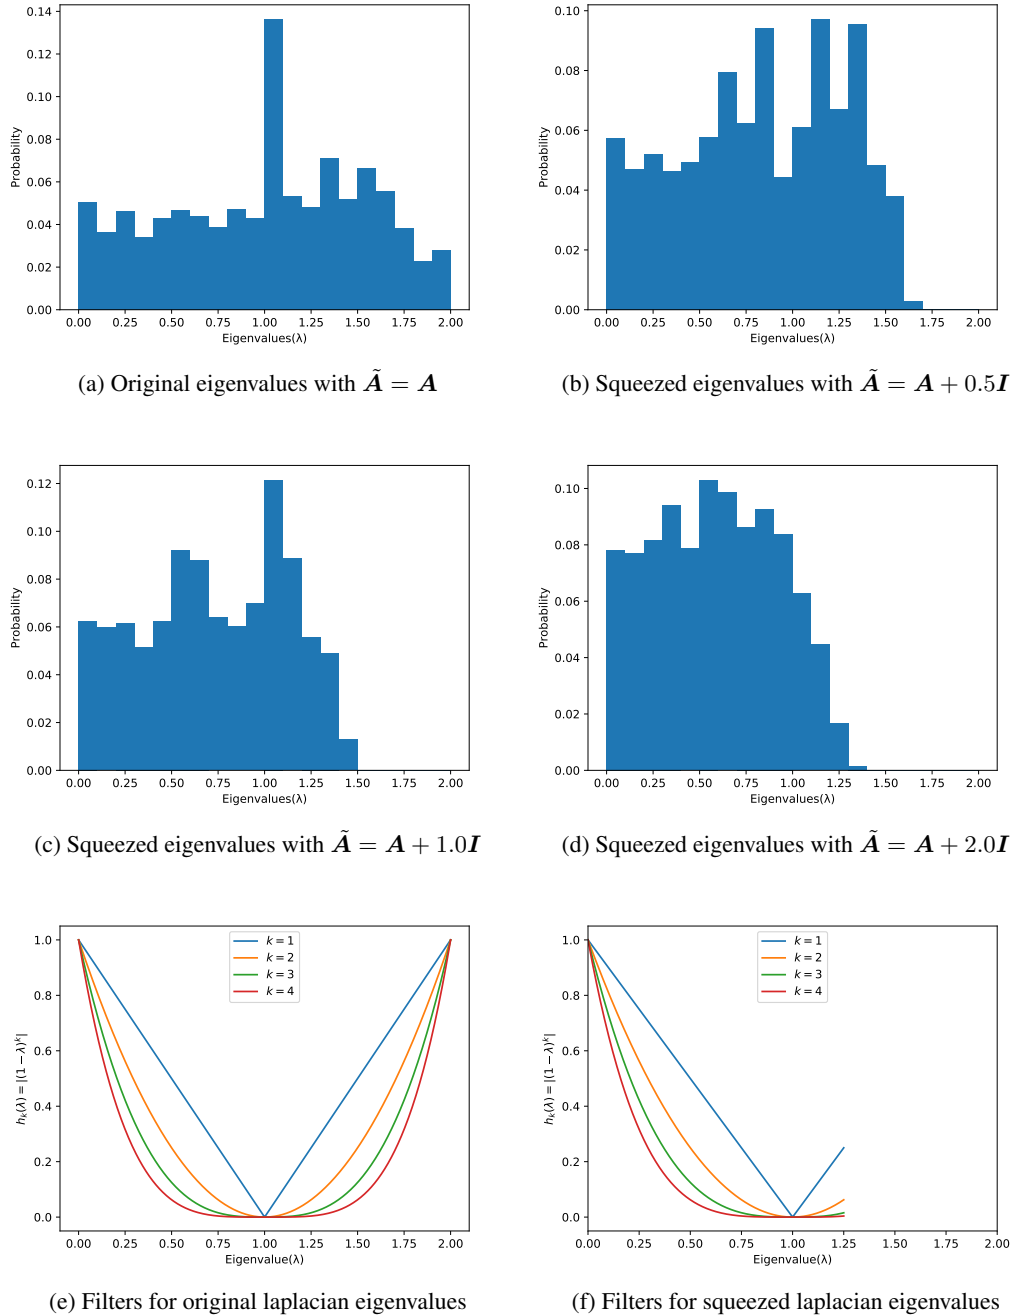 0.14
0.12
0.10
0.08
0.06
0.04
0.02
0.00
Probability
0.00 0.25 0.50 0.75 1.00 1.25 1.50 1.75 2.00
Eigenvalues(λ)
(a) Original eigenvalues with Ã = A
0.10
0.08
0.06
0.04
0.02
0.00
Probability
0.00 0.25 0.50 0.75 1.00 1.25 1.50 1.75 2.00
Eigenvalues(λ)
(b) Squeezed eigenvalues with Ã = A + 0.5I
0.12
0.10
0.08
0.06
0.04
0.02
0.00
Probability
0.00 0.25 0.50 0.75 1.00 1.25 1.50 1.75 2.00
Eigenvalues(λ)
(c) Squeezed eigenvalues with Ã = A + 1.0I
0.10
0.08
0.06
0.04
0.02
0.00
Probability
0.00 0.25 0.50 0.75 1.00 1.25 1.50 1.75 2.00
Eigenvalues(λ)
(d) Squeezed eigenvalues with Ã = A + 2.0I
k = 1
k = 2
k = 3
k = 4
1.0
0.8
0.6
0.4
0.2
0.0
hₖ(λ) = |(1 − λ)ᵏ|
0.00 0.25 0.50 0.75 1.00 1.25 1.50 1.75 2.00
Eigenvalue(λ)
(e) Filters for original laplacian eigenvalues
k = 1
k = 2
k = 3
k = 4
1.0
0.8
0.6
0.4
0.2
0.0
hₖ(λ) = |(1 − λ)ᵏ|
0.00 0.25 0.50 0.75 1.00 1.25 1.50 1.75 2.00
Eigenvalue(λ)
(f) Filters for squeezed laplacian eigenvalues